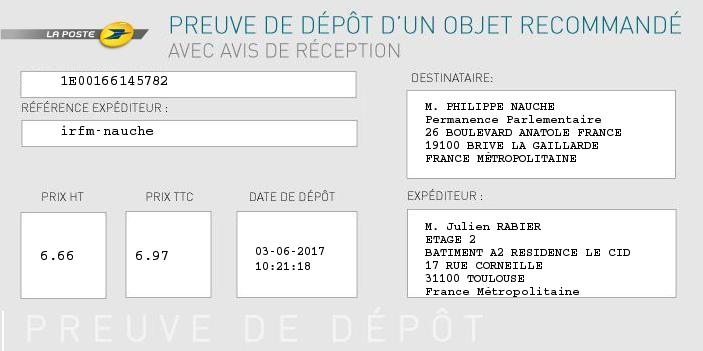 LA POSTE
PREUVE DE DÉPÔT D'UN OBJET RECOMMANDÉ
AVEC AVIS DE RÉCEPTION
1E00166145782
RÉFÉRENCE EXPÉDITEUR :
irfm-nauche
DESTINATAIRE:
M. PHILIPPE NAUCHE
Permanence Parlementaire
26 BOULEVARD ANATOLE FRANCE
19100 BRIVE LA GAILLARDE
FRANCE MÉTROPOLITAINE
PRIX HT
6.66
PRIX TTC
6.97
DATE DE DÉPÔT
03-06-2017
10:21:18
EXPÉDITEUR :
M. Julien RABIER
ETAGE 2
BATIMENT A2 RESIDENCE LE CID
17 RUE CORNEILLE
31100 TOULOUSE
France Métropolitaine
PREUVE DE DÉPÔT